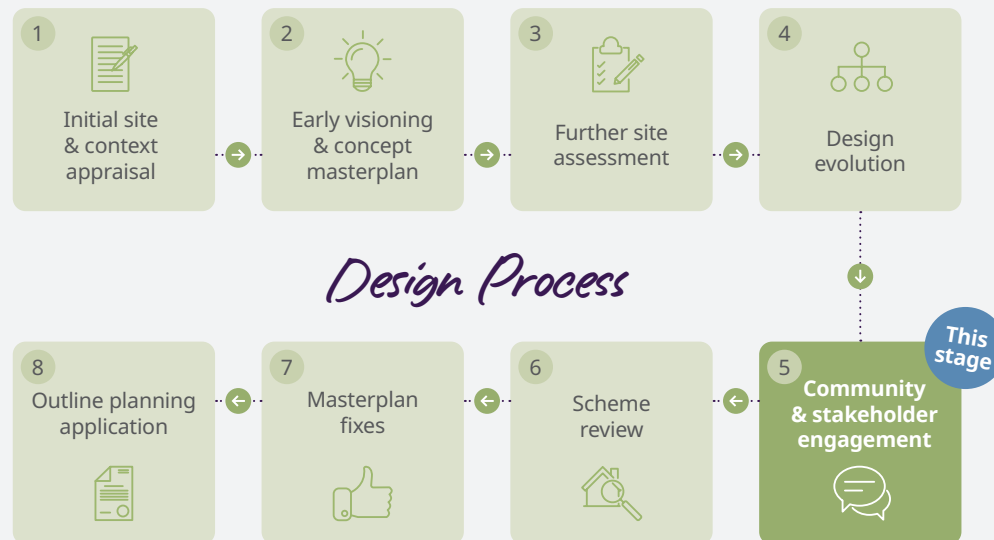 1
Initial site
& context
appraisal
2
Early visioning
& concept
masterplan
3
Further site
assessment
4
Design
evolution
Design Process
This
stage
5
Community
& stakeholder
engagement
6
Scheme
review
7
Masterplan
fixes
8
Outline planning
application